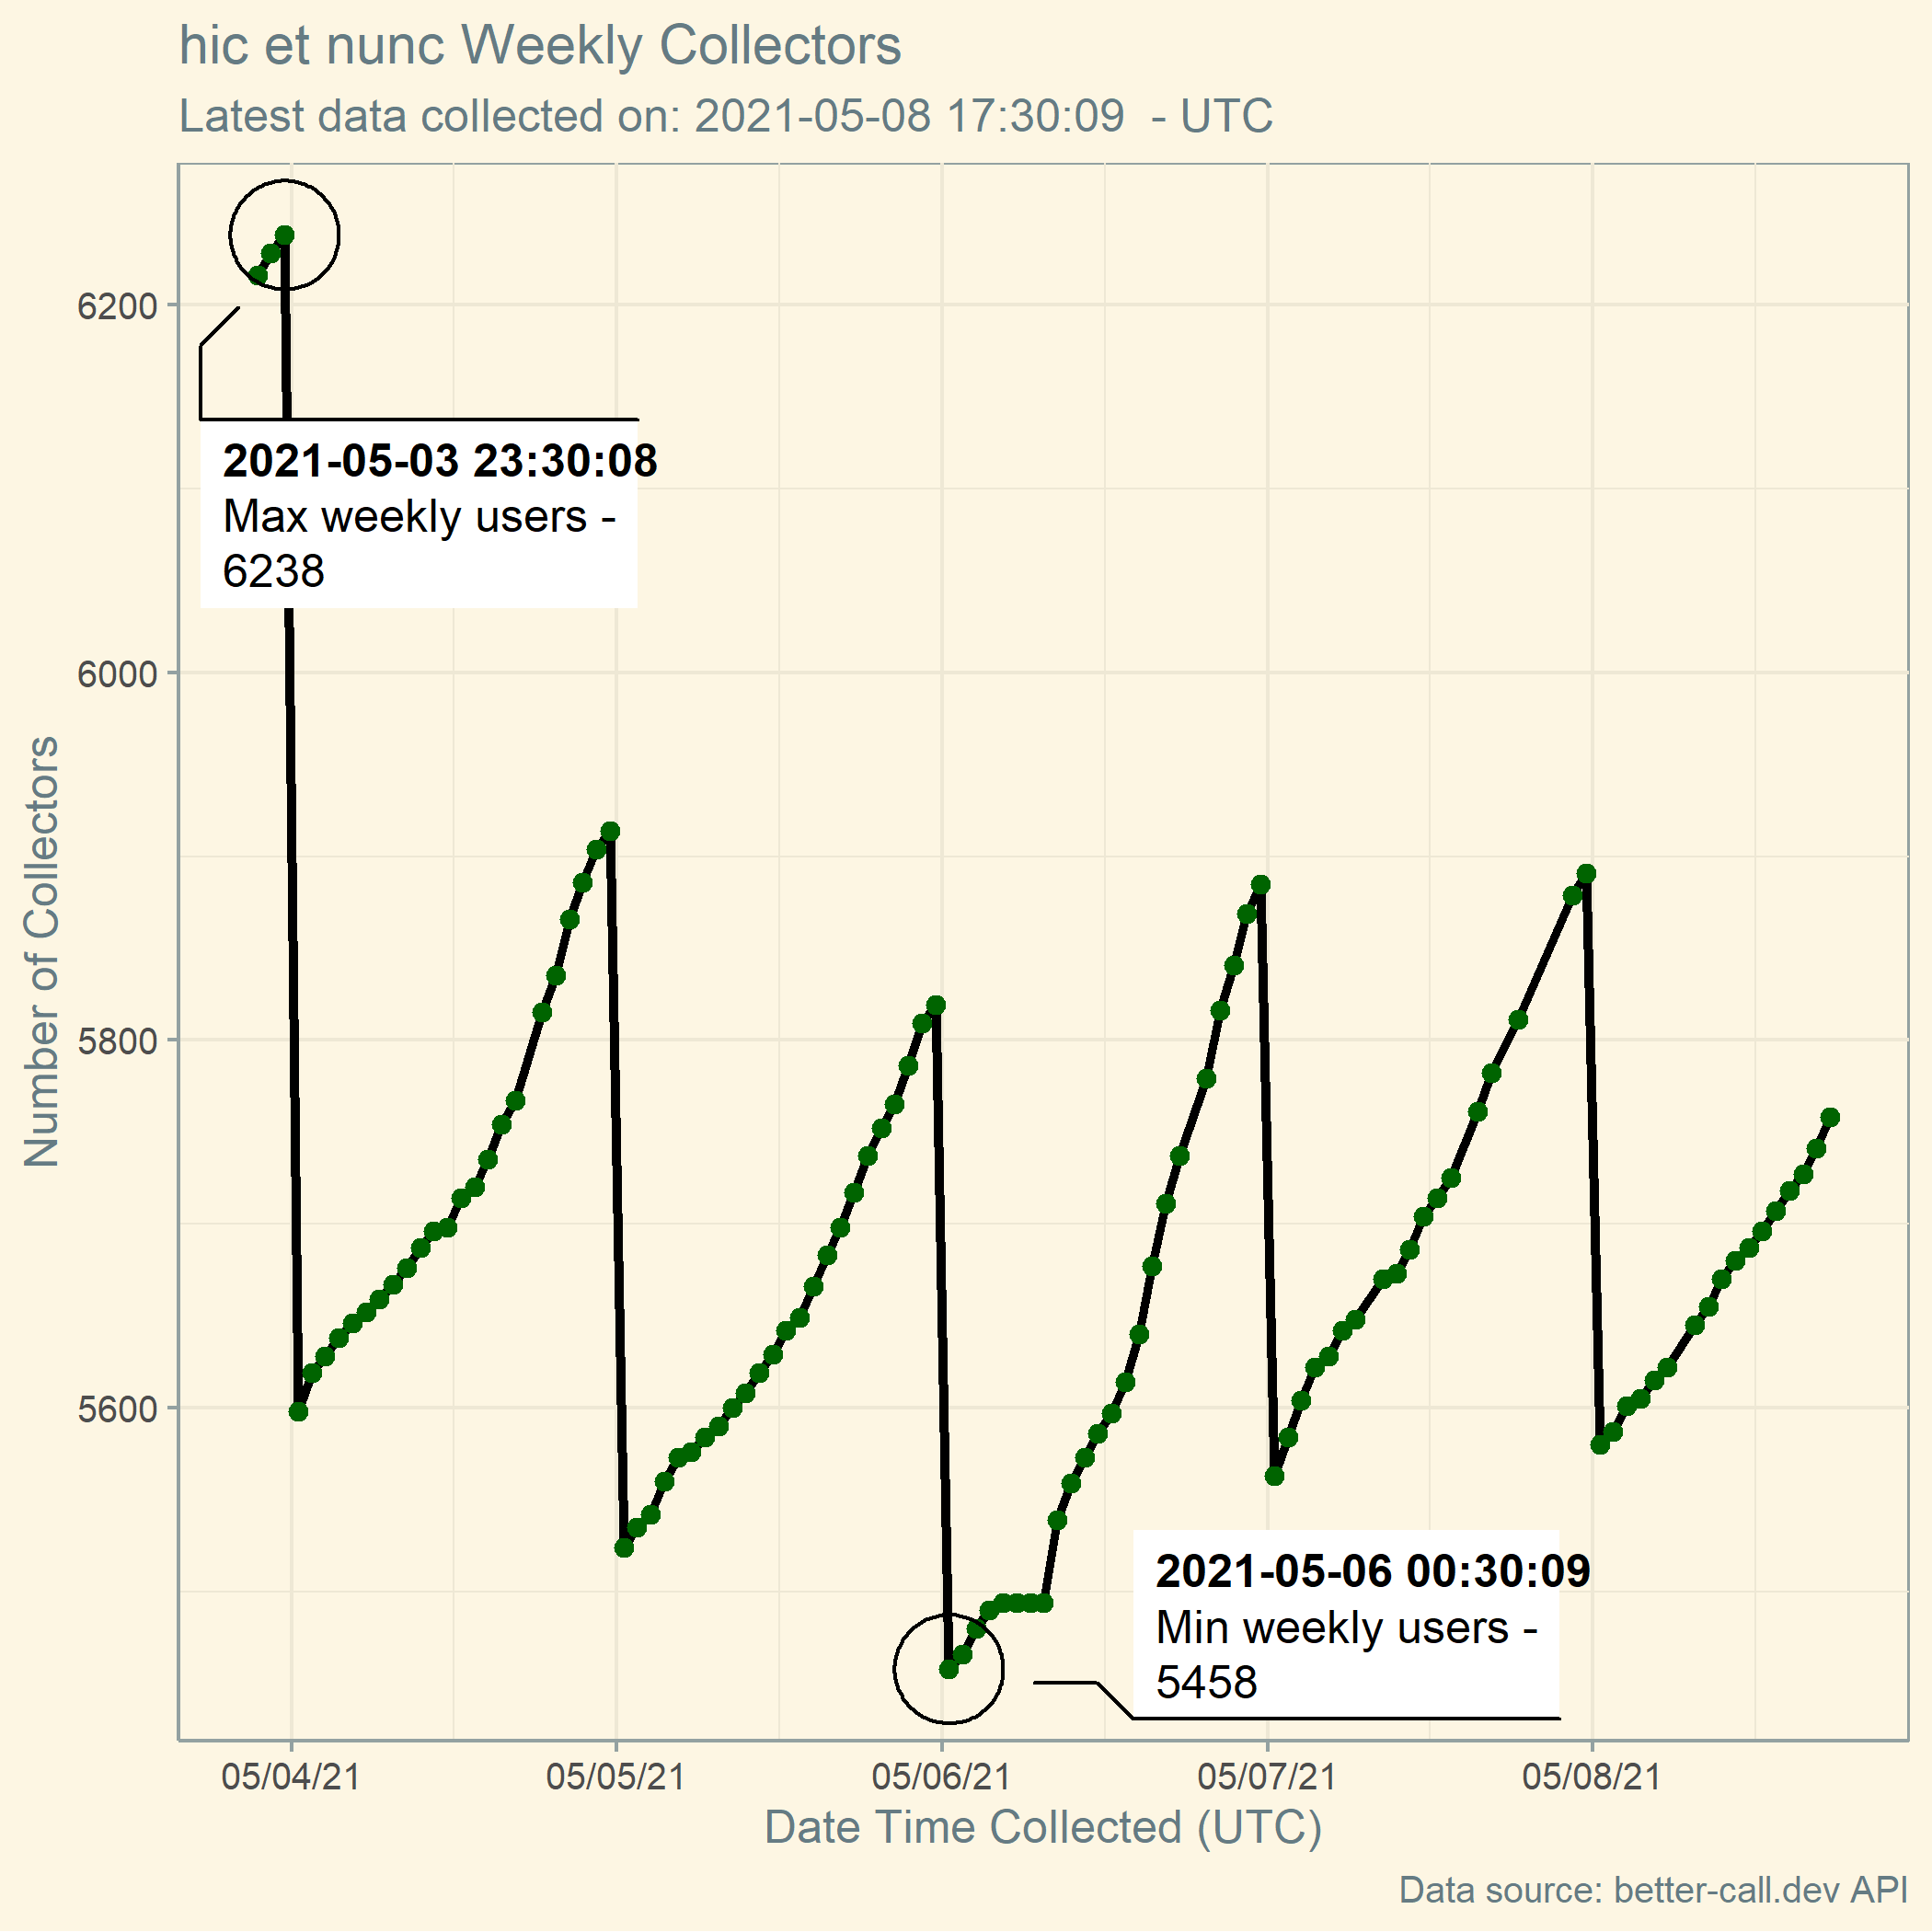 hic et nunc Weekly Collectors
Latest data collected on: 2021-05-08 17:30:09  - UTC
Number of Collectors
6200
6000
5800
5600
2021-05-03 23:30:08
Max weekly users -
6238
2021-05-06 00:30:09
Min weekly users -
5458
05/04/21
05/05/21
05/06/21
05/07/21
05/08/21
Date Time Collected (UTC)
Data source: better-call.dev API